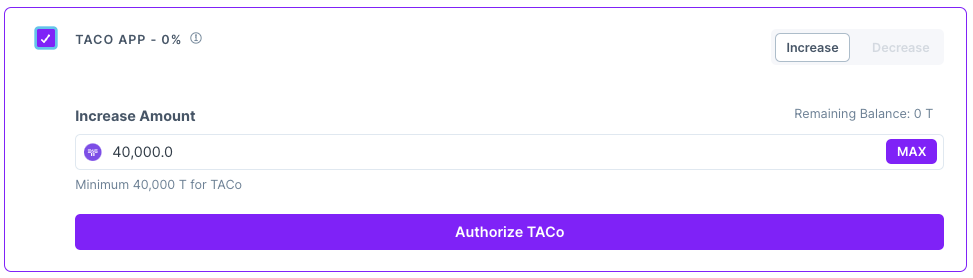 TACO APP - 0%
Increase
Decrease
Increase Amount
Remaining Balance: 0 T
40,000.0
MAX
Minimum 40,000 T for TACo
Authorize TACo